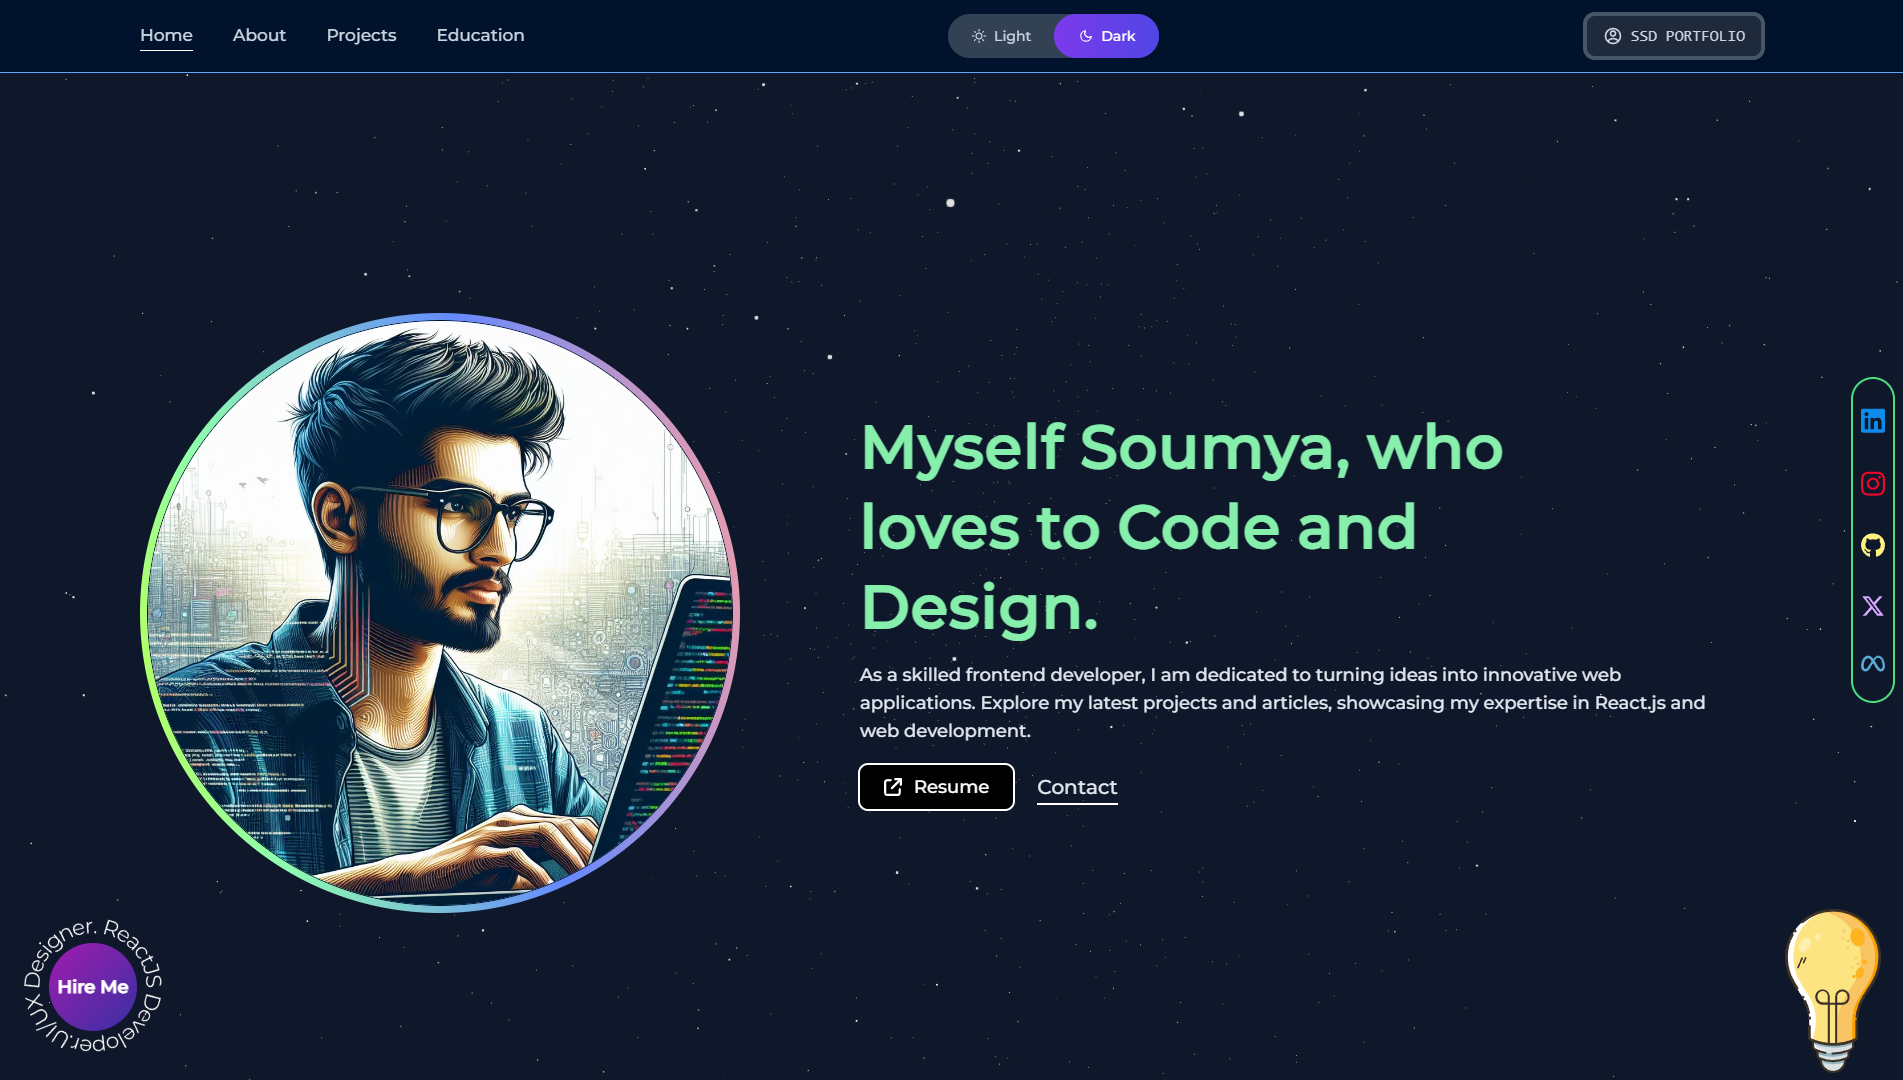 Home About Projects Education Light Dark SSD PORTFOLIO
Myself Soumya, who
loves to Code and
Design.
As a skilled frontend developer, I am dedicated to turning ideas into innovative web
applications. Explore my latest projects and articles, showcasing my expertise in React.js and
web development.
Resume Contact
Hire Me
ReactJS Developer.UI/UX Designer.